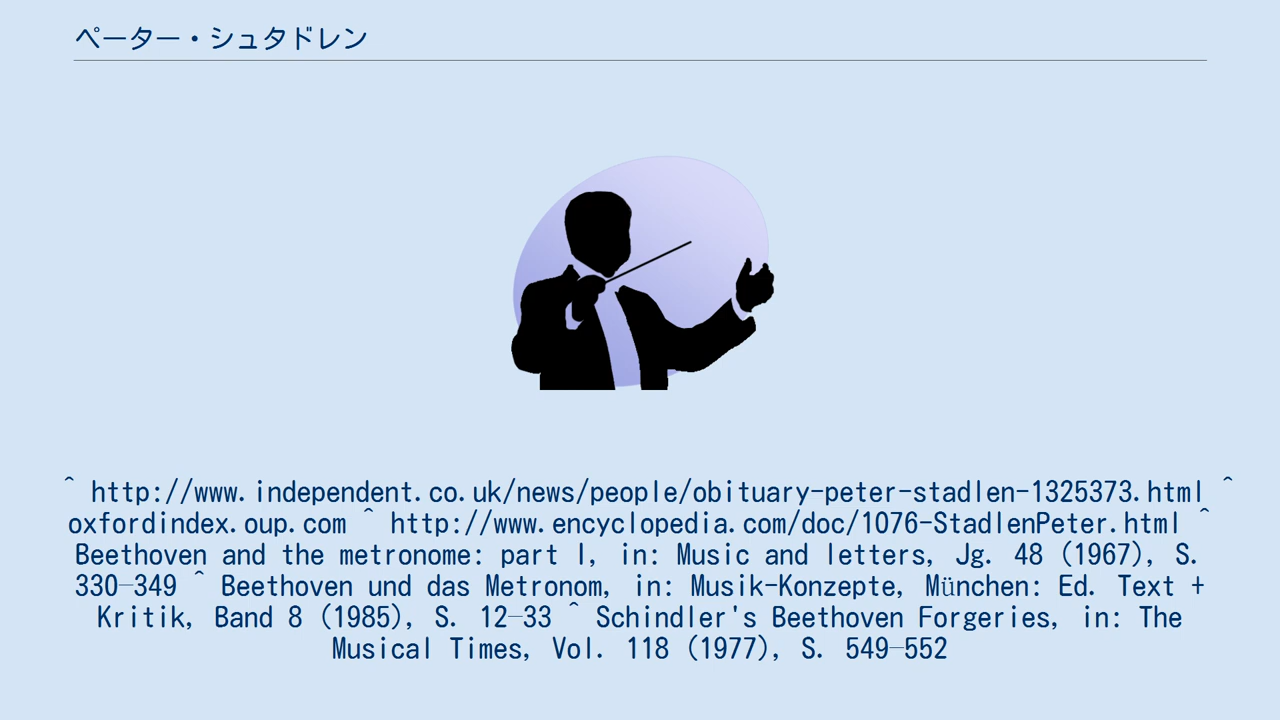 ペーター・シュタドレン
^ http://www.independent.co.uk/news/people/obituary-peter-stadlen-1325373.html ^
oxfordindex.oup.com ^ http://www.encyclopedia.com/doc/1076-StadlenPeter.html ^
Beethoven and the metronome: part I, in: Music and letters, Jg. 48 (1967), S.
330–349 ^ Beethoven und das Metronom, in: Musik-Konzepte, München: Ed. Text +
Kritik, Band 8 (1985), S. 12–33 ^ Schindler's Beethoven Forgeries, in: The
Musical Times, Vol. 118 (1977), S. 549–552